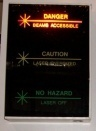 DANGER
BEAMS ACCESSIBLE
CAUTION
NO HAZARD
LASER OFF